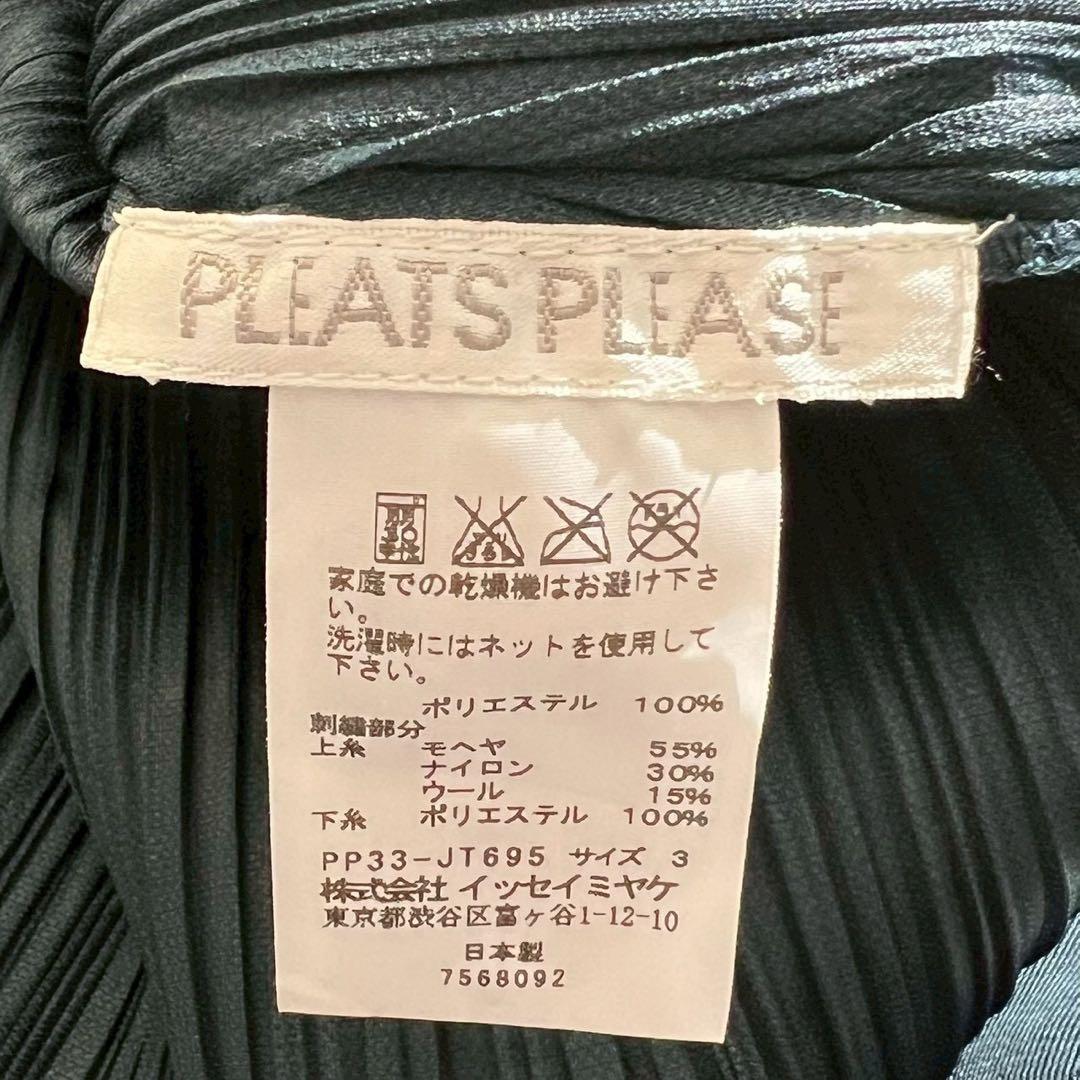 PLEATS PLEASE
家庭での乾燥機はお避け下さ
い。
洗濯時にはネットを使用して
下さい。
ポリエステル 100%
刺繍部分
上糸 モヘヤ 55%
ナイロン 30%
ウール 15%
下糸 ポリエステル 100%
PP33-JT695 サイズ 3
株式会社 イッセイミヤケ
東京都渋谷区富ヶ谷1-12-10
日本製
7568092